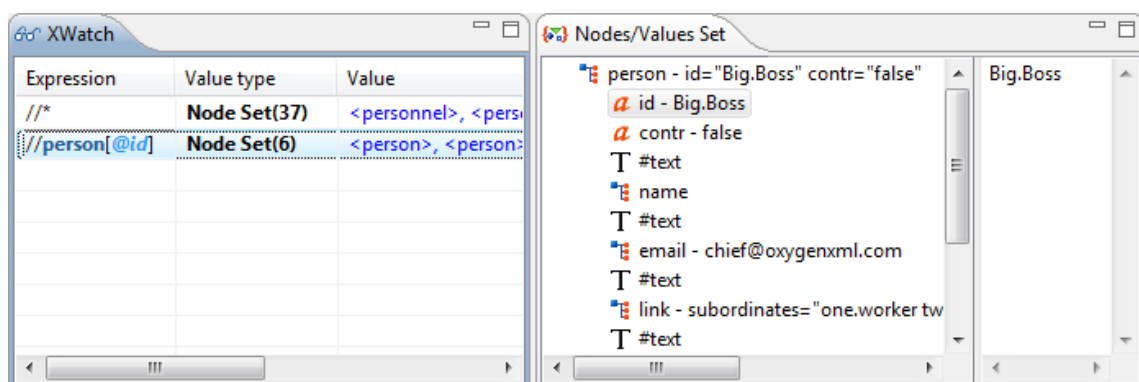 XWatch
Expression Value type Value
//* Node Set(37) <personnel>, <pers
//person[@id] Node Set(6) <person>, <person>
Nodes/Values Set
person - id="Big.Boss" contr="false"
a id - Big.Boss
a contr - false
T #text
name
T #text
email - chief@oxygenxml.com
T #text
link - subordinates="one.worker tw
T #text
Big.Boss